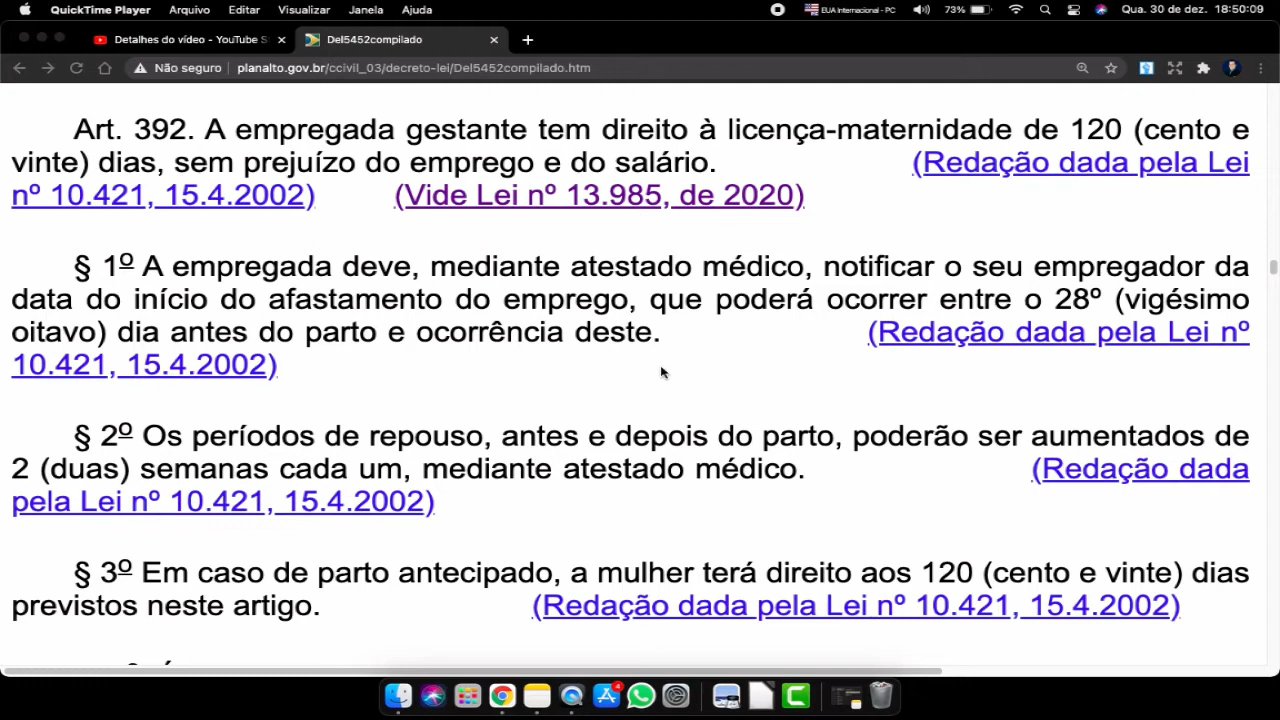 QuickTime Player Arquivo Editar Visualizar Janela Ajuda EUA Internacional - PC 73% Qua. 30 de dez. 18:50:09
Detalhes do vídeo - YouTube S Del5452compilado
Não seguro planalto.gov.br/ccivil_03/decreto-lei/Del5452compilado.htm
Art. 392. A empregada gestante tem direito à licença-maternidade de 120 (cento e
vinte) dias, sem prejuízo do emprego e do salário. (Redação dada pela Lei
nº 10.421, 15.4.2002) (Vide Lei nº 13.985, de 2020)
§ 1º A empregada deve, mediante atestado médico, notificar o seu empregador da
data do início do afastamento do emprego, que poderá ocorrer entre o 28º (vigésimo
oitavo) dia antes do parto e ocorrência deste. (Redação dada pela Lei nº
10.421, 15.4.2002)
§ 2º Os períodos de repouso, antes e depois do parto, poderão ser aumentados de
2 (duas) semanas cada um, mediante atestado médico. (Redação dada
pela Lei nº 10.421, 15.4.2002)
§ 3º Em caso de parto antecipado, a mulher terá direito aos 120 (cento e vinte) dias
previstos neste artigo. (Redação dada pela Lei nº 10.421, 15.4.2002)
4